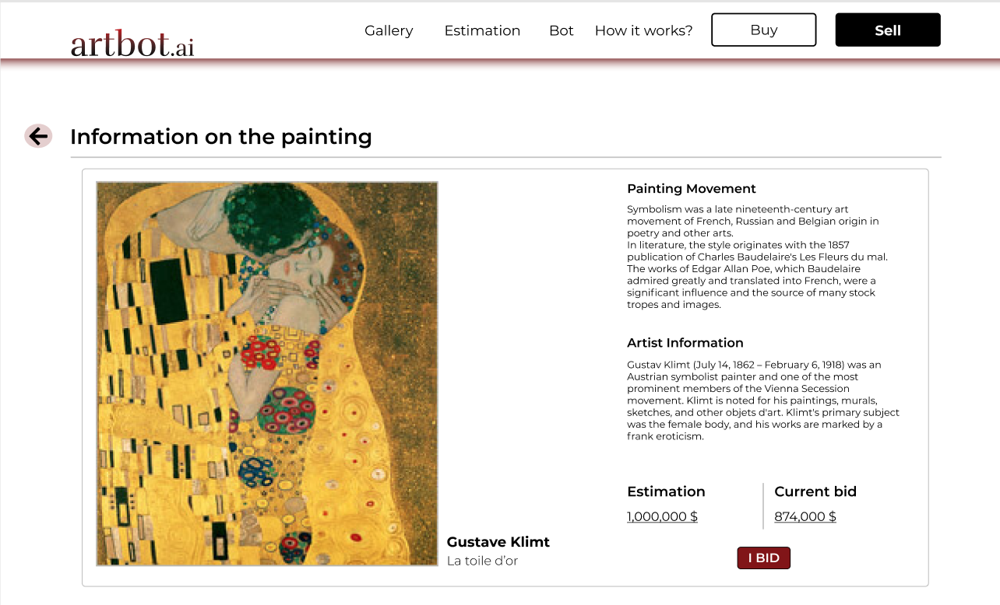 artbot.ai
Gallery Estimation Bot How it works? Buy Sell
Information on the painting
Painting Movement
Symbolism was a late nineteenth-century art
movement of French, Russian and Belgian origin in
poetry and other arts.
In literature, the style originates with the 1857
publication of Charles Baudelaire's Les Fleurs du mal.
The works of Edgar Allan Poe, which Baudelaire
admired greatly and translated into French, were a
significant influence and the source of many stock
tropes and images.
Artist Information
Gustav Klimt (July 14, 1862 – February 6, 1918) was an
Austrian symbolist painter and one of the most
prominent members of the Vienna Secession
movement. Klimt is noted for his paintings, murals,
sketches, and other objets d'art. Klimt's primary subject
was the female body, and his works are marked by a
frank eroticism.
Estimation
1,000,000 $
Current bid
874,000 $
Gustave Klimt
La toile d'or
I BID